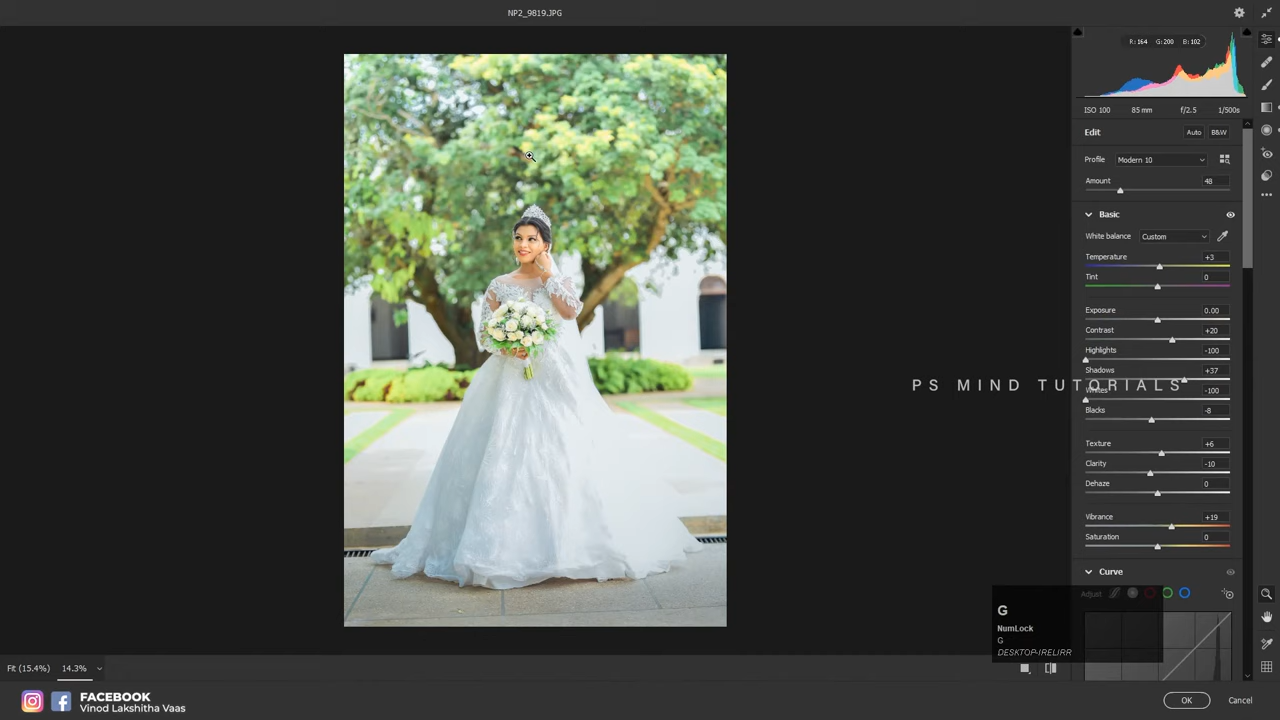 NP2_9819.JPG
R:164 G:200 B:102
ISO 100 85 mm f/2.5 1/500s
Edit Auto B&W
Profile Modern 10
Amount 48
Basic
White balance Custom
Temperature +3
Tint 0
Exposure 0.00
Contrast +20
Highlights -100
Shadows +37
PS MIND TUTORIALS
Whites -100
Blacks -8
Texture +6
Clarity -10
Dehaze 0
Vibrance +19
Saturation 0
Curve
Adjust
G
NumLock
G
DESKTOP-IRELIRR
Fit (15.4%) 14.3%
FACEBOOK
Vinod Lakshitha Vaas
OK Cancel